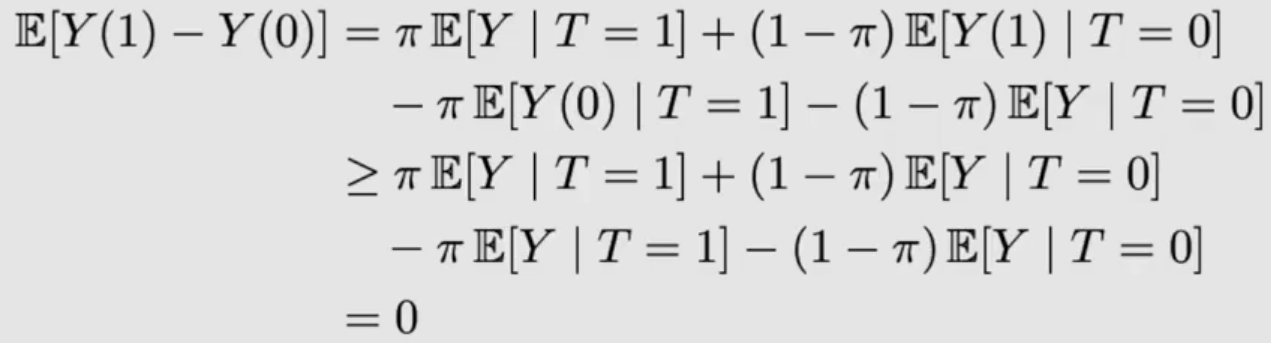 𝔼[Y(1) − Y(0)] = π 𝔼[Y | T = 1] + (1 − π) 𝔼[Y(1) | T = 0]
− π 𝔼[Y(0) | T = 1] − (1 − π) 𝔼[Y | T = 0]
≥ π 𝔼[Y | T = 1] + (1 − π) 𝔼[Y | T = 0]
− π 𝔼[Y | T = 1] − (1 − π) 𝔼[Y | T = 0]
= 0